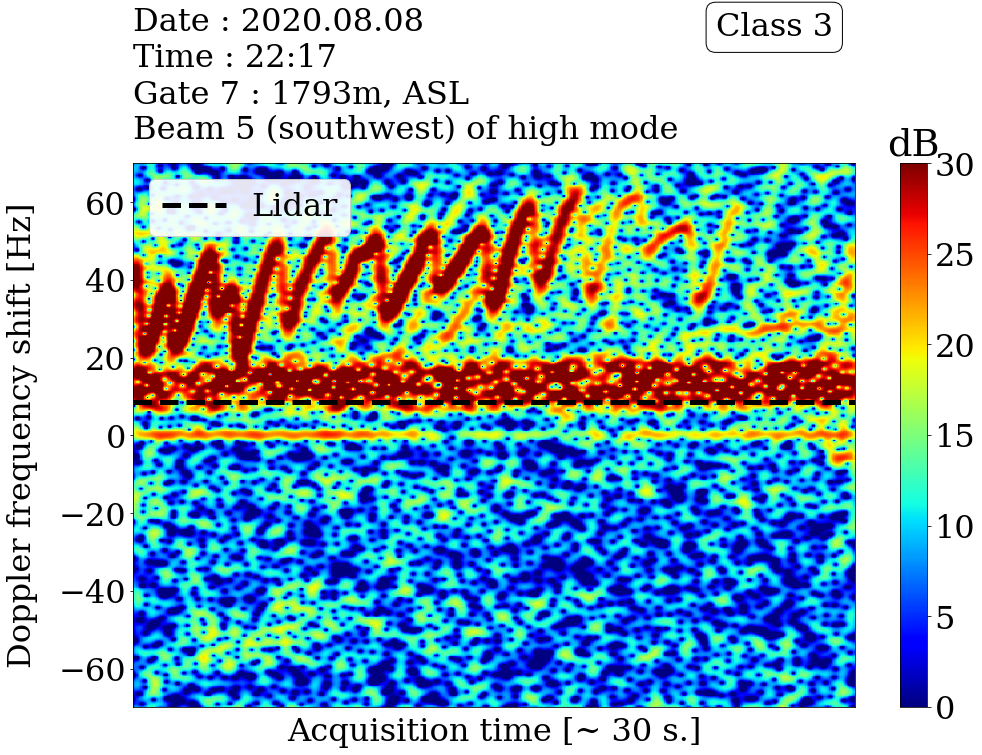 Date : 2020.08.08
Time : 22:17
Gate 7 : 1793m, ASL
Beam 5 (southwest) of high mode
Class 3
dB
Lidar
Doppler frequency shift [Hz]
60
40
20
0
−20
−40
−60
Acquisition time [~ 30 s.]
30
25
20
15
10
5
0